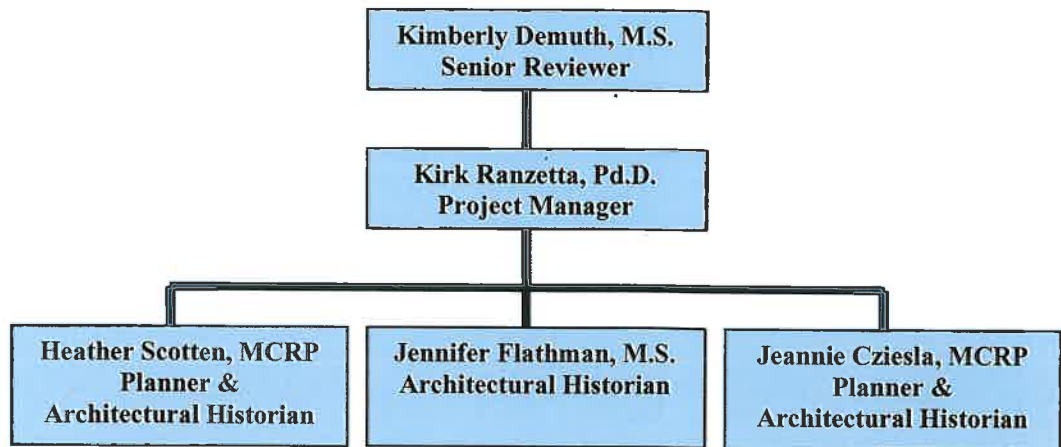 Kimberly Demuth, M.S.
Senior Reviewer
Kirk Ranzetta, Pd.D.
Project Manager
Heather Scotten, MCRP
Planner &
Architectural Historian
Jennifer Flathman, M.S.
Architectural Historian
Jeannie Cziesla, MCRP
Planner &
Architectural Historian